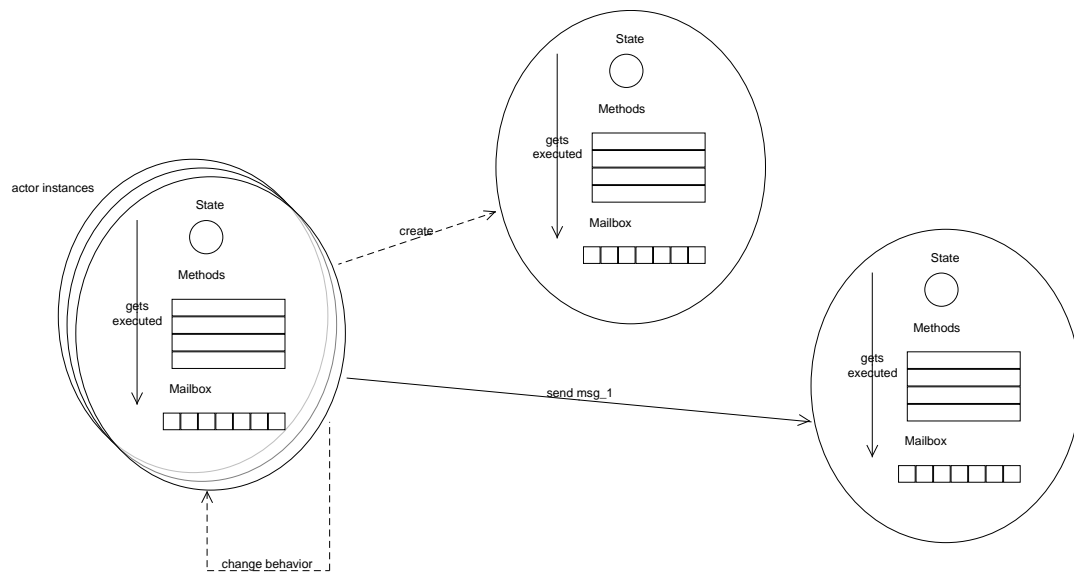 State
Methods
gets
executed
Mailbox
actor instances
State
Methods
gets
executed
Mailbox
create
State
Methods
gets
executed
Mailbox
send msg_1
change behavior